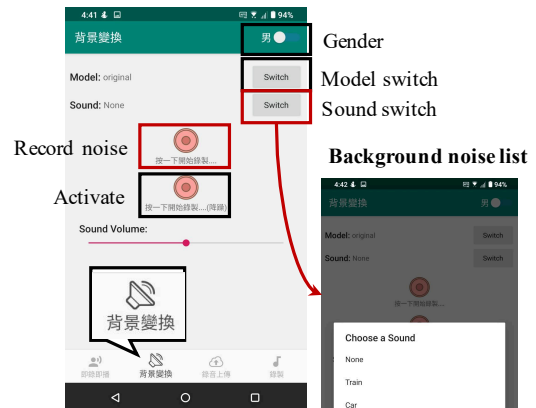 4:41
94%
背景變換
男
Gender
Model: original
Switch
Model switch
Sound: None
Switch
Sound switch
Record noise
按一下開始錄製....
Background noise list
Activate
按一下開始錄製....(降躁)
Sound Volume:
背景變換
即錄即播
背景變換
錄音上傳
錄製
4:42
94%
背景變換
男
Model: original
Switch
Sound: None
Switch
按一下開始錄製....
Choose a Sound
None
Train
Car